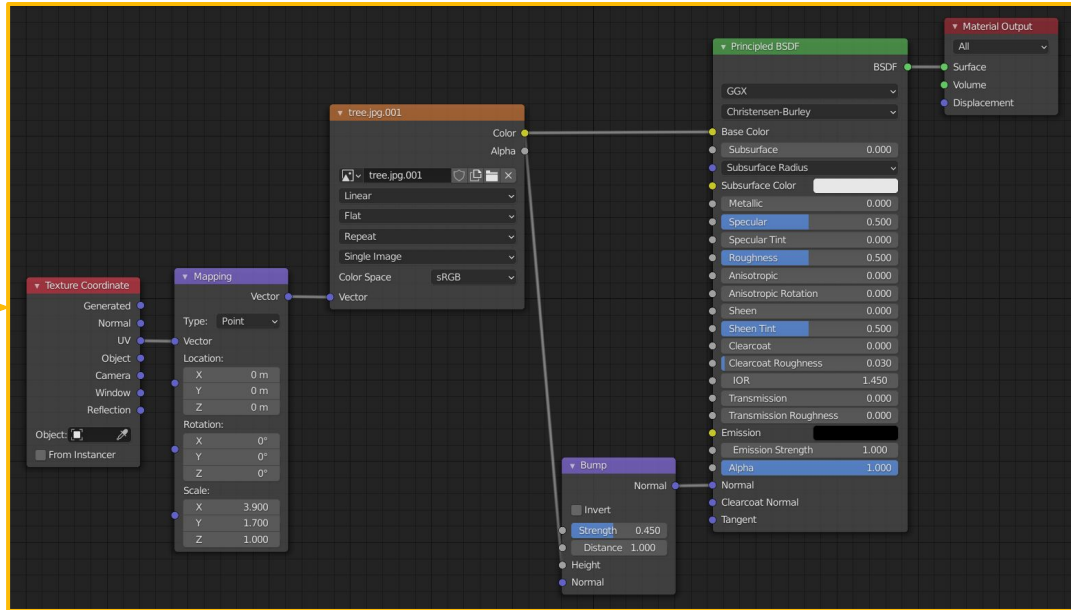 Texture Coordinate
Generated
Normal
UV
Object
Camera
Window
Reflection
Object:
From Instancer
Mapping
Vector
Type: Point
Vector
Location:
X 0 m
Y 0 m
Z 0 m
Rotation:
X 0°
Y 0°
Z 0°
Scale:
X 3.900
Y 1.700
Z 1.000
tree.jpg.001
Color
Alpha
tree.jpg.001
Linear
Flat
Repeat
Single Image
Color Space sRGB
Vector
Bump
Normal
Invert
Strength 0.450
Distance 1.000
Height
Normal
Principled BSDF
BSDF
GGX
Christensen-Burley
Base Color
Subsurface 0.000
Subsurface Radius
Subsurface Color
Metallic 0.000
Specular 0.500
Specular Tint 0.000
Roughness 0.500
Anisotropic 0.000
Anisotropic Rotation 0.000
Sheen 0.000
Sheen Tint 0.500
Clearcoat 0.000
Clearcoat Roughness 0.030
IOR 1.450
Transmission 0.000
Transmission Roughness 0.000
Emission
Emission Strength 1.000
Alpha 1.000
Normal
Clearcoat Normal
Tangent
Material Output
All
Surface
Volume
Displacement